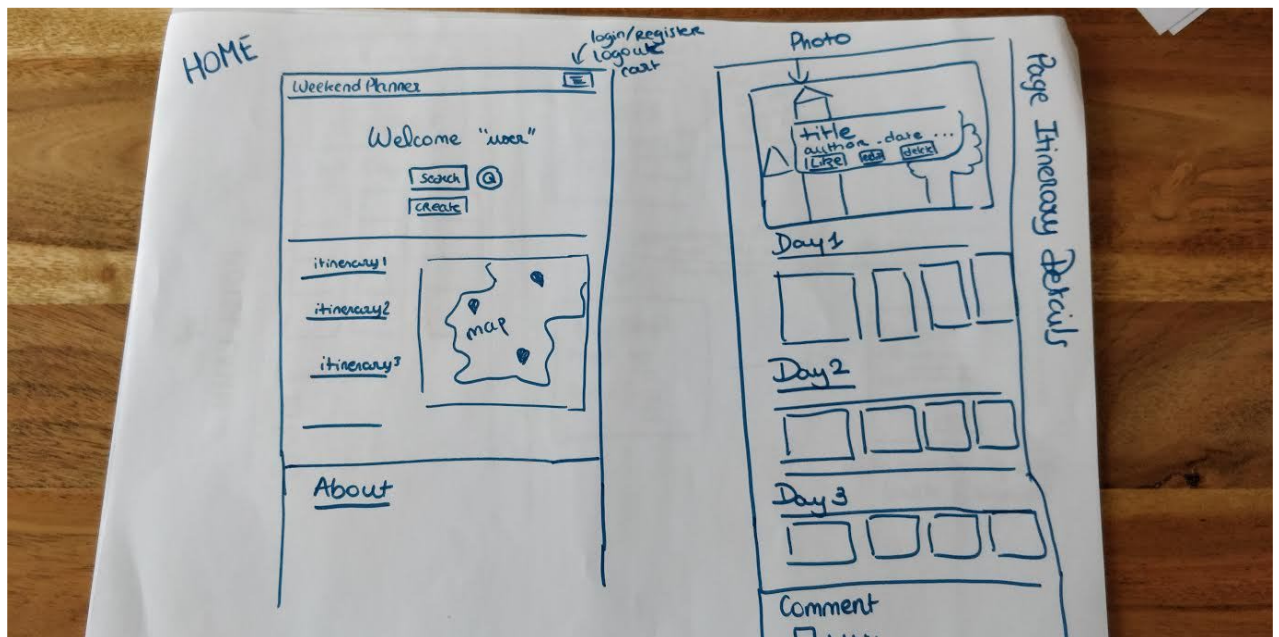 HOME
login/register
logout
cart
Weekend Planner
Welcome "user"
Search
Create
itinerary1
itinerary2
itinerary3
map
About
Photo
title
author - date ...
Like edit delete
Day1
Day2
Day3
Comment
Page Itinerary Details